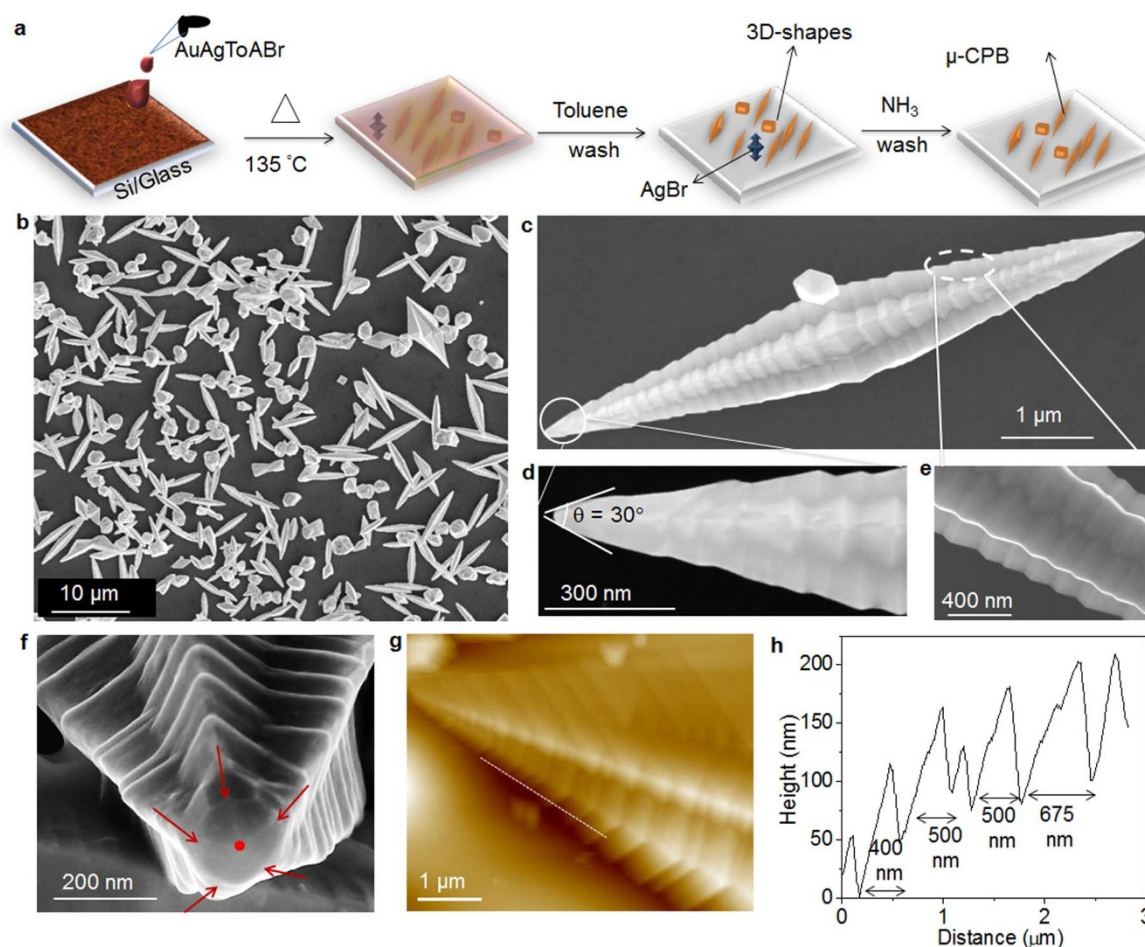 a
AuAgToABr
Si/Glass
135 °C
Toluene
wash
3D-shapes
AgBr
NH₃
wash
µ-CPB
b
10 µm
c
1 µm
d
θ = 30°
300 nm
e
400 nm
f
200 nm
g
1 µm
h
Height (nm)
200
150
100
50
0
400
nm
500
nm
500
nm
675
nm
0
1
2
3
Distance (µm)